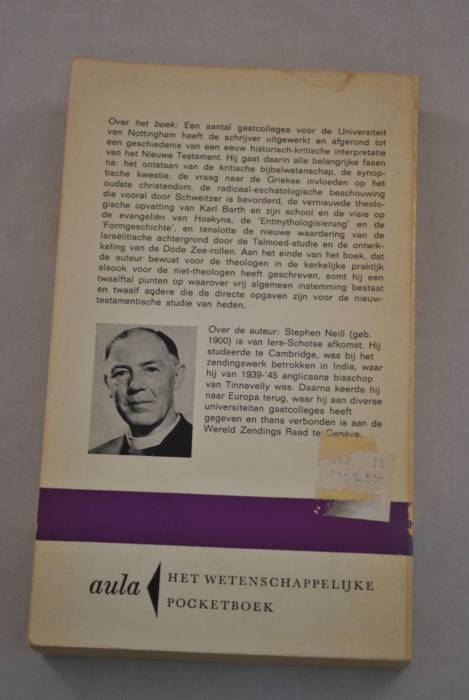 Over het boek: Een aantal gastcolleges voor de Universiteit
van Nottingham heeft de schrijver uitgewerkt en afgerond tot
een geschiedenis van een eeuw historisch-kritische interpretatie
van het Nieuwe Testament. Hij gaat daarin alle belangrijke fasen
na: het ontstaan van de kritische bijbelwetenschap, de synop-
tische kwestie, de vraag naar de Griekse invloeden op het
oudste christendom, de radicaal-eschatologische beschouwing
die vooral door Schweitzer is bevorderd, de vernieuwde theolo-
gische opvatting van Karl Barth en zijn school en de visie op
de evangeliën van Hoskyns, de 'Entmythologisierung' en de
'Formgeschichte', en tenslotte de nieuwe waardering van de
Israëlitische achtergrond door de Talmoed-studie en de ontwik-
keling van de Dode Zee-rollen. Aan het einde van het boek, dat
de auteur bewust voor de theologen in de kerkelijke praktijk
alsook voor de niet-theologen heeft geschreven, somt hij een
twaalftal punten op waarover vrij algemeen instemming bestaat
en twaalf andere die de directe opgaven zijn voor de nieuw-
testamentische studie van heden.
Over de auteur: Stephen Neill (geb.
1900) is van Iers-Schotse afkomst. Hij
studeerde te Cambridge, was bij het
zendingswerk betrokken in India, waar
hij van 1939-'45 anglicaans bisschop
van Tinnevelly was. Daarna keerde hij
naar Europa terug, waar hij aan diverse
universiteiten gastcolleges heeft
gegeven en thans verbonden is aan de
Wereld Zendings Raad te Genève.
aula HET WETENSCHAPPELIJKE
POCKETBOEK